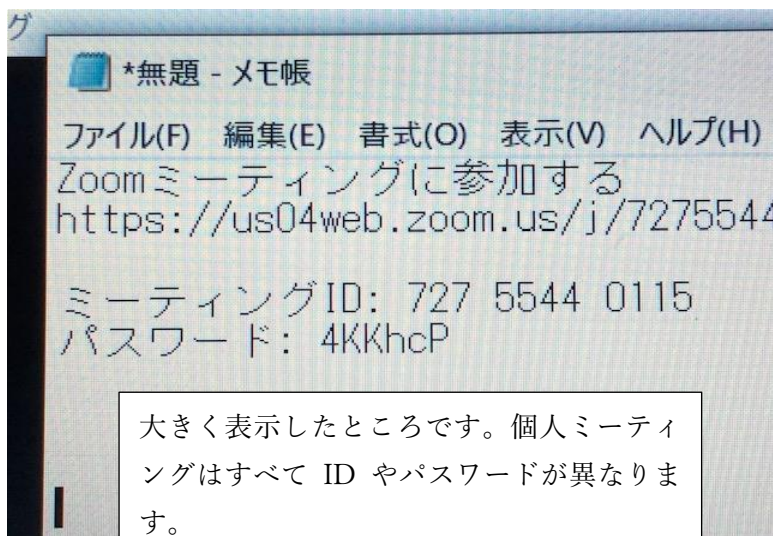 グ
*無題 - メモ帳
ファイル(F) 編集(E) 書式(O) 表示(V) ヘルプ(H)
Zoomミーティングに参加する
https://us04web.zoom.us/j/7275544
ミーティングID: 727 5544 0115
パスワード: 4KKhcP
大きく表示したところです。個人ミーティ
ングはすべて ID やパスワードが異なりま
す。